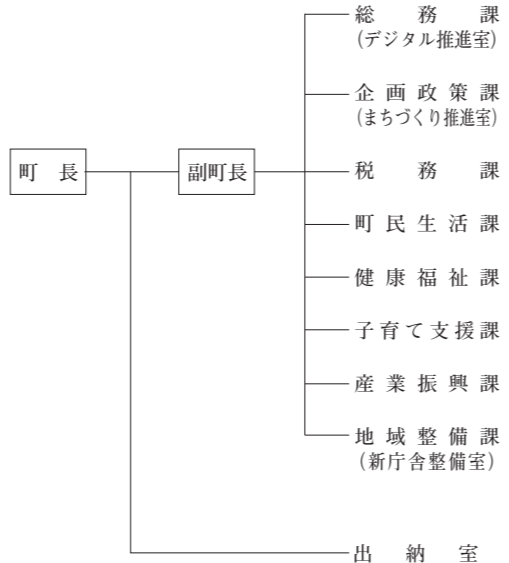 総務課
(デジタル推進室)
企画政策課
(まちづくり推進室)
町長
副町長
税務課
町民生活課
健康福祉課
子育て支援課
産業振興課
地域整備課
(新庁舎整備室)
出納室